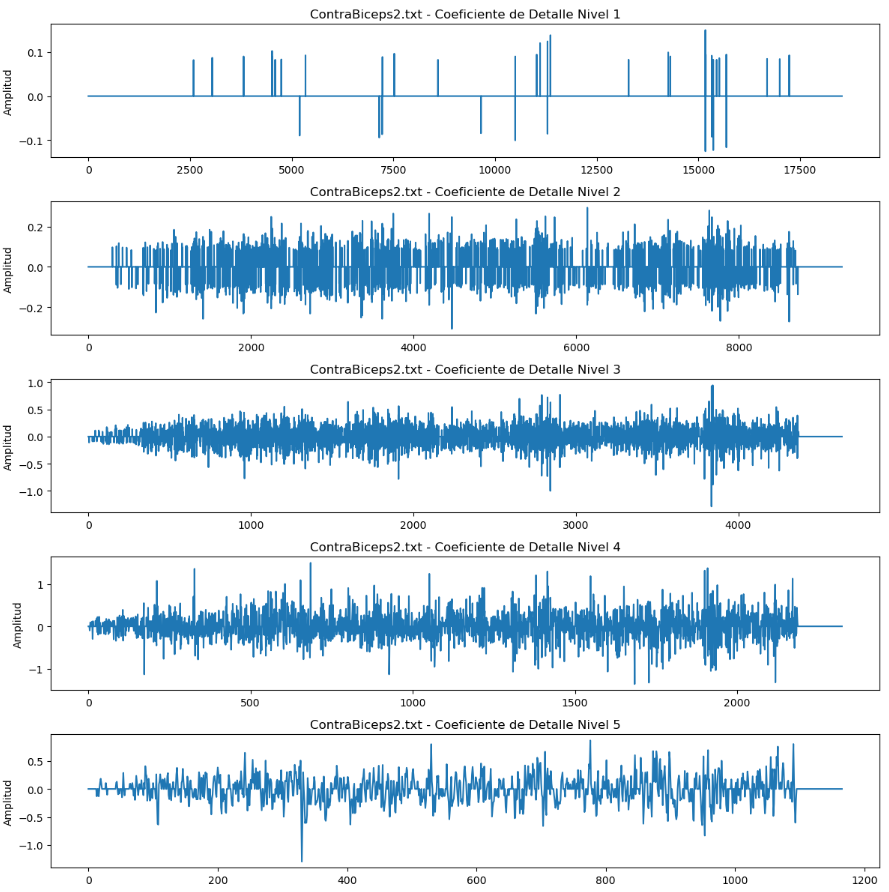 ContraBiceps2.txt - Coeficiente de Detalle Nivel 1
Amplitud
0.1
0.0
−0.1
0 2500 5000 7500 10000 12500 15000 17500
ContraBiceps2.txt - Coeficiente de Detalle Nivel 2
Amplitud
0.2
0.0
−0.2
0 2000 4000 6000 8000
ContraBiceps2.txt - Coeficiente de Detalle Nivel 3
Amplitud
1.0
0.5
0.0
−0.5
−1.0
0 1000 2000 3000 4000
ContraBiceps2.txt - Coeficiente de Detalle Nivel 4
Amplitud
1
0
−1
0 500 1000 1500 2000
ContraBiceps2.txt - Coeficiente de Detalle Nivel 5
Amplitud
0.5
0.0
−0.5
−1.0
0 200 400 600 800 1000 1200